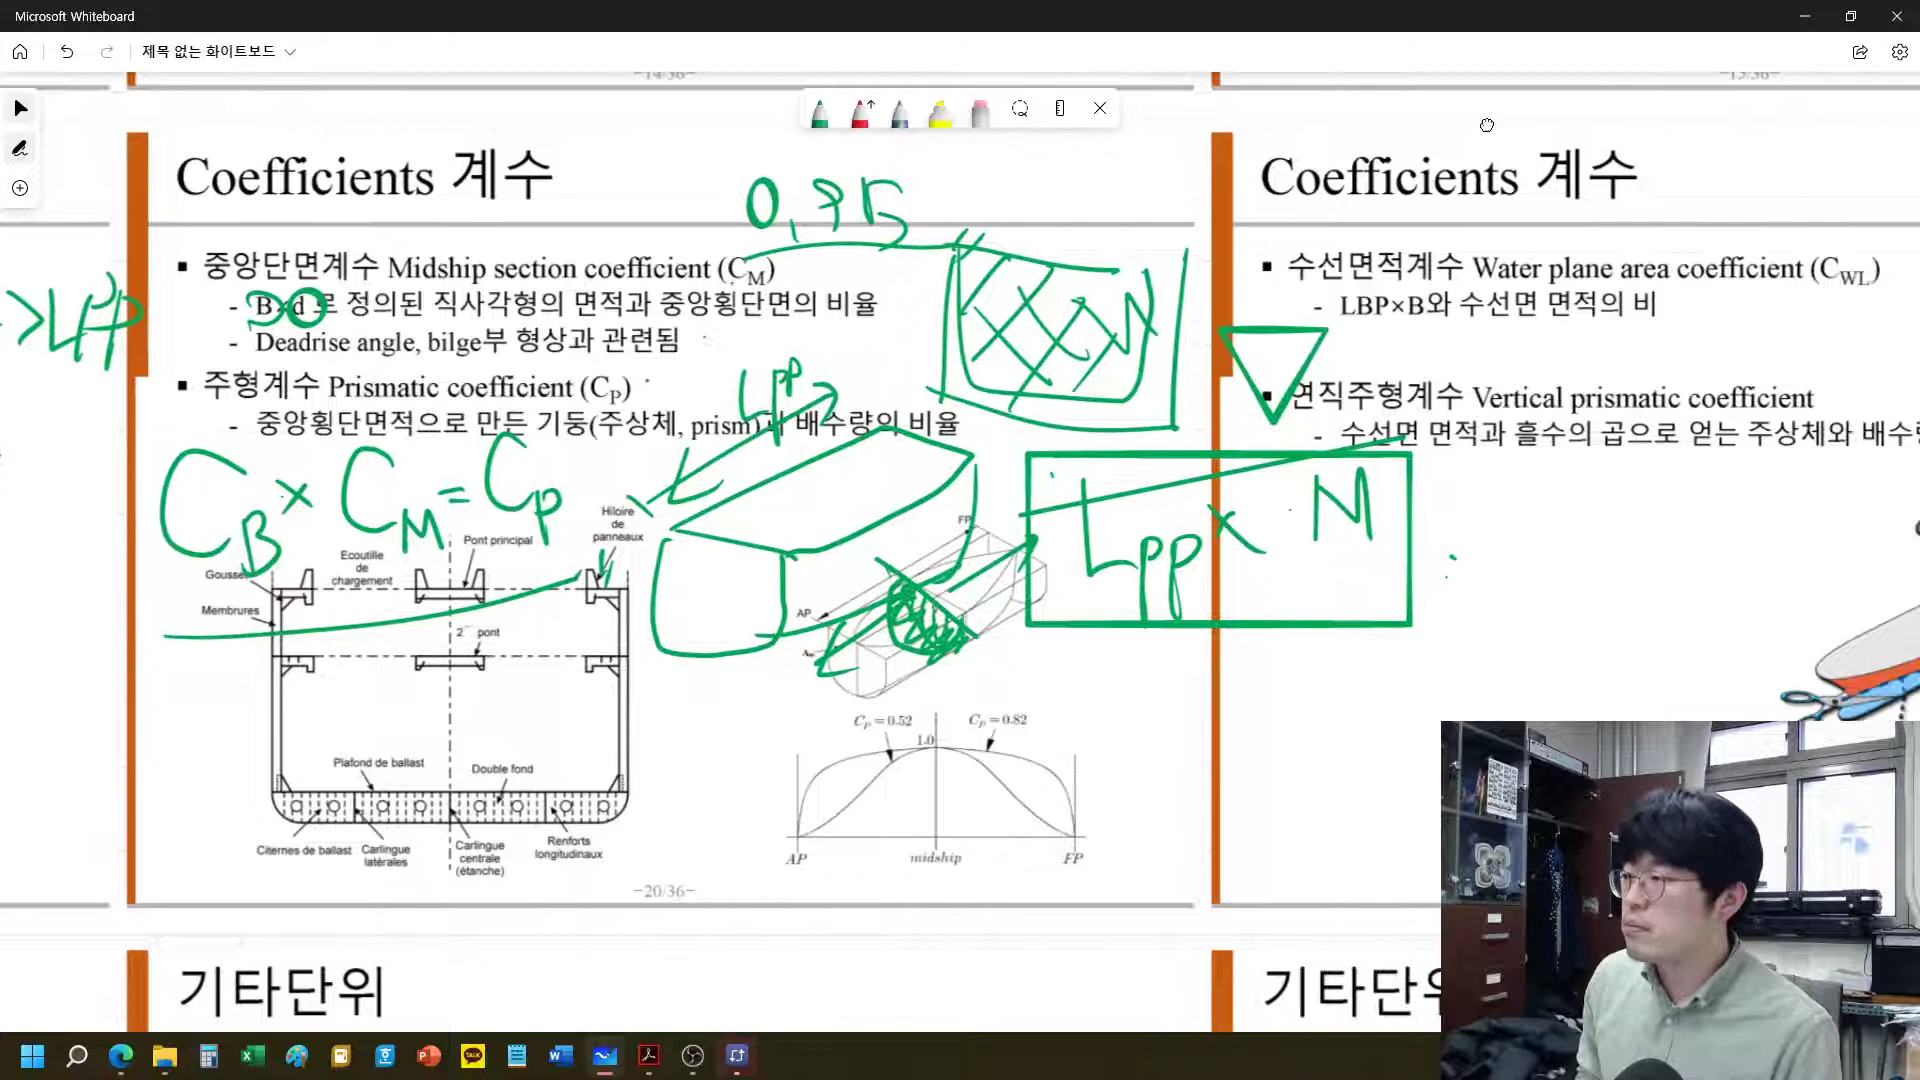 Microsoft Whiteboard
제목 없는 화이트보드
-14/36-
-15/36-
Coefficients 계수
0.95
▪ 중앙단면계수 Midship section coefficient (CM)
- B×d 로 정의된 직사각형의 면적과 중앙횡단면의 비율
- Deadrise angle, bilge부 형상과 관련됨
▪ 주형계수 Prismatic coefficient (CP)
- 중앙횡단면적으로 만든 기둥(주상체, prism)과 배수량의 비율
Lpp
CB × CM = CP
Lpp × M
Hiloire de panneaux
Pont principal
Ecoutille de chargement
Gousset
Membrures
2 pont
Plafond de ballast
Double fond
Citernes de ballast
Carlingue latérales
Carlingue centrale (étanche)
Renforts longitudinaux
FP
AP
Cp = 0.52
Cp = 0.82
1.0
AP
midship
FP
-20/36-
Coefficients 계수
▪ 수선면적계수 Water plane area coefficient (CWL)
- LBP×B와 수선면 면적의 비
▪ 연직주형계수 Vertical prismatic coefficient
- 수선면 면적과 흘수의 곱으로 얻는 주상체와 배수
기타단위
기타단위